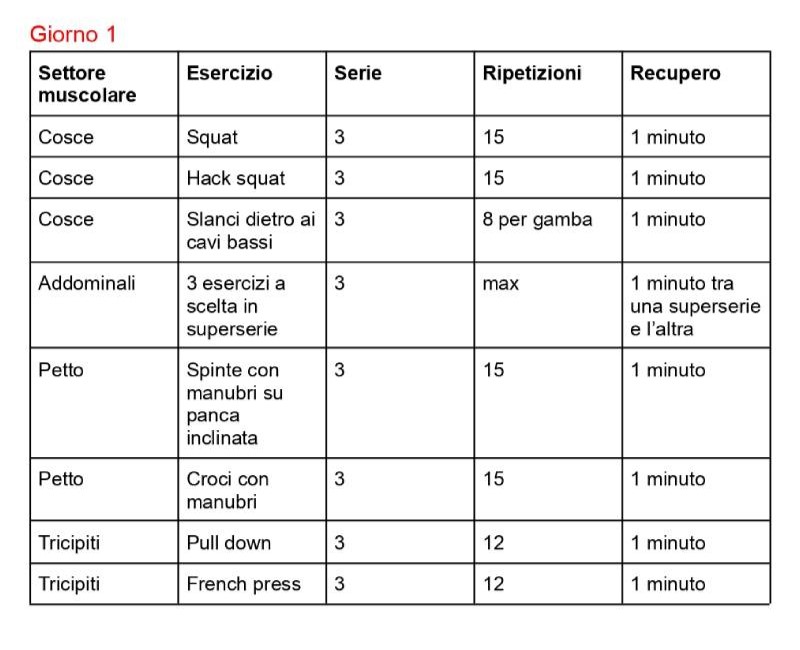 Giorno 1
Settore muscolare Esercizio Serie Ripetizioni Recupero
Cosce Squat 3 15 1 minuto
Cosce Hack squat 3 15 1 minuto
Cosce Slanci dietro ai cavi bassi 3 8 per gamba 1 minuto
Addominali 3 esercizi a scelta in superserie 3 max 1 minuto tra una superserie e l'altra
Petto Spinte con manubri su panca inclinata 3 15 1 minuto
Petto Croci con manubri 3 15 1 minuto
Tricipiti Pull down 3 12 1 minuto
Tricipiti French press 3 12 1 minuto